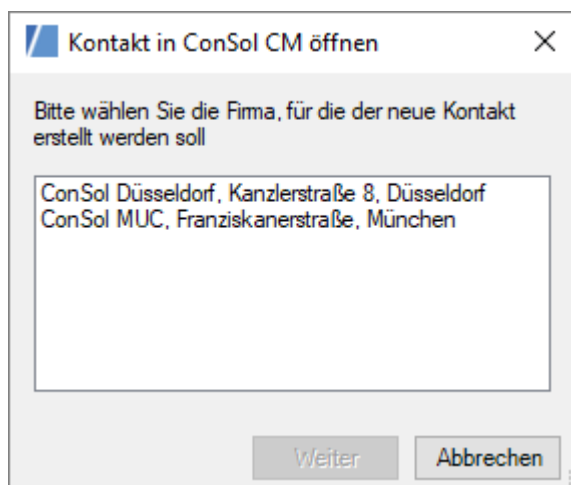 Kontakt in ConSol CM öffnen
Bitte wählen Sie die Firma, für die der neue Kontakt
erstellt werden soll
ConSol Düsseldorf, Kanzlerstraße 8, Düsseldorf
ConSol MUC, Franziskanerstraße, München
Weiter
Abbrechen